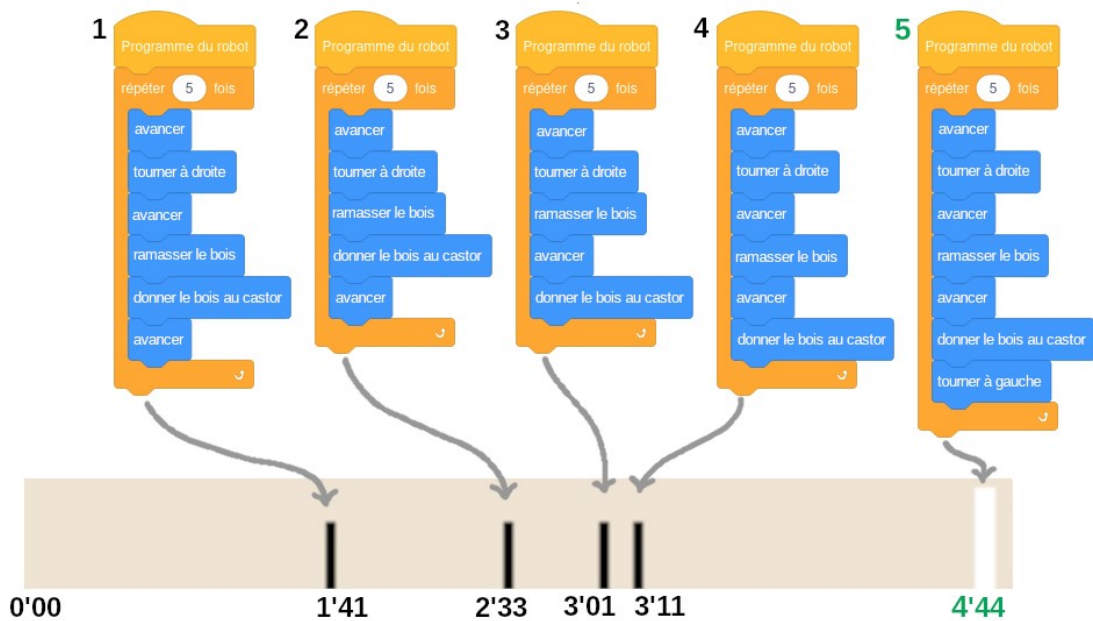 1
Programme du robot
répéter 5 fois
avancer
tourner à droite
avancer
ramasser le bois
donner le bois au castor
avancer
2
Programme du robot
répéter 5 fois
avancer
tourner à droite
ramasser le bois
donner le bois au castor
avancer
3
Programme du robot
répéter 5 fois
avancer
tourner à droite
ramasser le bois
avancer
donner le bois au castor
4
Programme du robot
répéter 5 fois
avancer
tourner à droite
avancer
ramasser le bois
avancer
donner le bois au castor
5
Programme du robot
répéter 5 fois
avancer
tourner à droite
avancer
ramasser le bois
avancer
donner le bois au castor
tourner à gauche
0'00 1'41 2'33 3'01 3'11 4'44